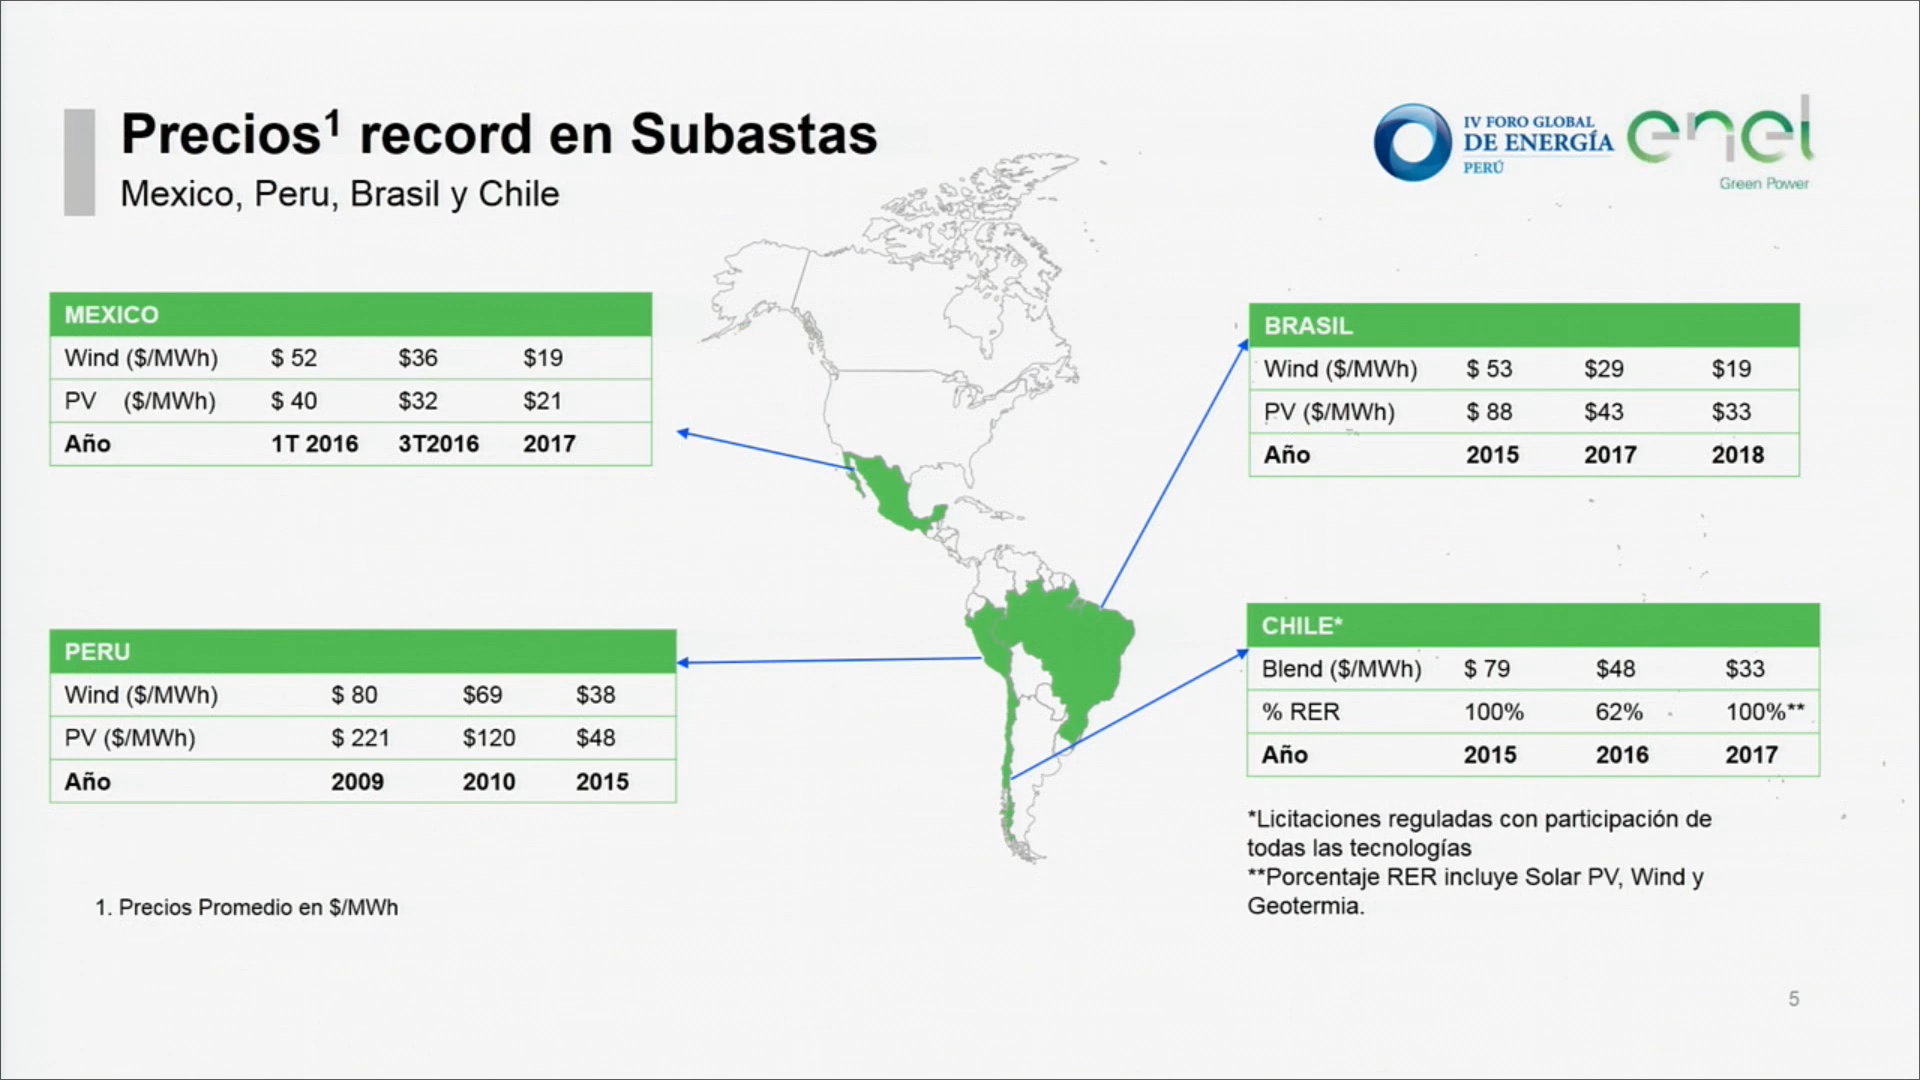 Precios¹ record en Subastas
Mexico, Peru, Brasil y Chile
IV FORO GLOBAL
DE ENERGÍA
PERÚ
enel
Green Power
MEXICO
Wind ($/MWh) $ 52 $36 $19
PV ($/MWh) $ 40 $32 $21
Año 1T 2016 3T2016 2017
BRASIL
Wind ($/MWh) $ 53 $29 $19
PV ($/MWh) $ 88 $43 $33
Año 2015 2017 2018
PERU
Wind ($/MWh) $ 80 $69 $38
PV ($/MWh) $ 221 $120 $48
Año 2009 2010 2015
CHILE*
Blend ($/MWh) $ 79 $48 $33
% RER 100% 62% 100%**
Año 2015 2016 2017
*Licitaciones reguladas con participación de
todas las tecnologías
**Porcentaje RER incluye Solar PV, Wind y
Geotermia.
1. Precios Promedio en $/MWh
5